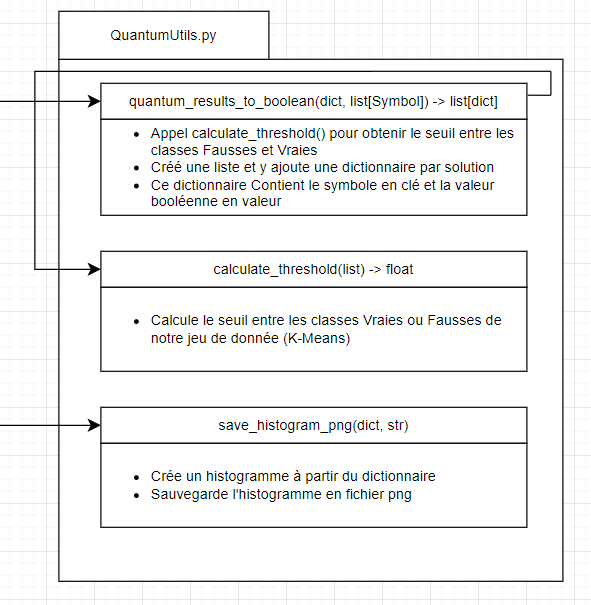 QuantumUtils.py
quantum_results_to_boolean(dict, list[Symbol]) -> list[dict]
• Appel calculate_threshold() pour obtenir le seuil entre les
classes Fausses et Vraies
• Créé une liste et y ajoute une dictionnaire par solution
• Ce dictionnaire Contient le symbole en clé et la valeur
booléenne en valeur
calculate_threshold(list) -> float
• Calcule le seuil entre les classes Vraies ou Fausses de
notre jeu de donnée (K-Means)
save_histogram_png(dict, str)
• Crée un histogramme à partir du dictionnaire
• Sauvegarde l'histogramme en fichier png